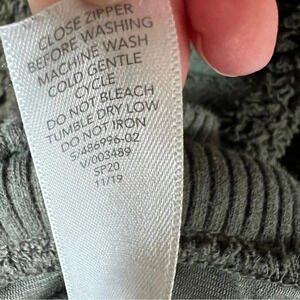 CLOSE ZIPPER
BEFORE WASHING
MACHINE WASH
COLD GENTLE
CYCLE
DO NOT BLEACH
TUMBLE DRY LOW
DO NOT IRON
S/486996-02
V/003489
SP20
11/19